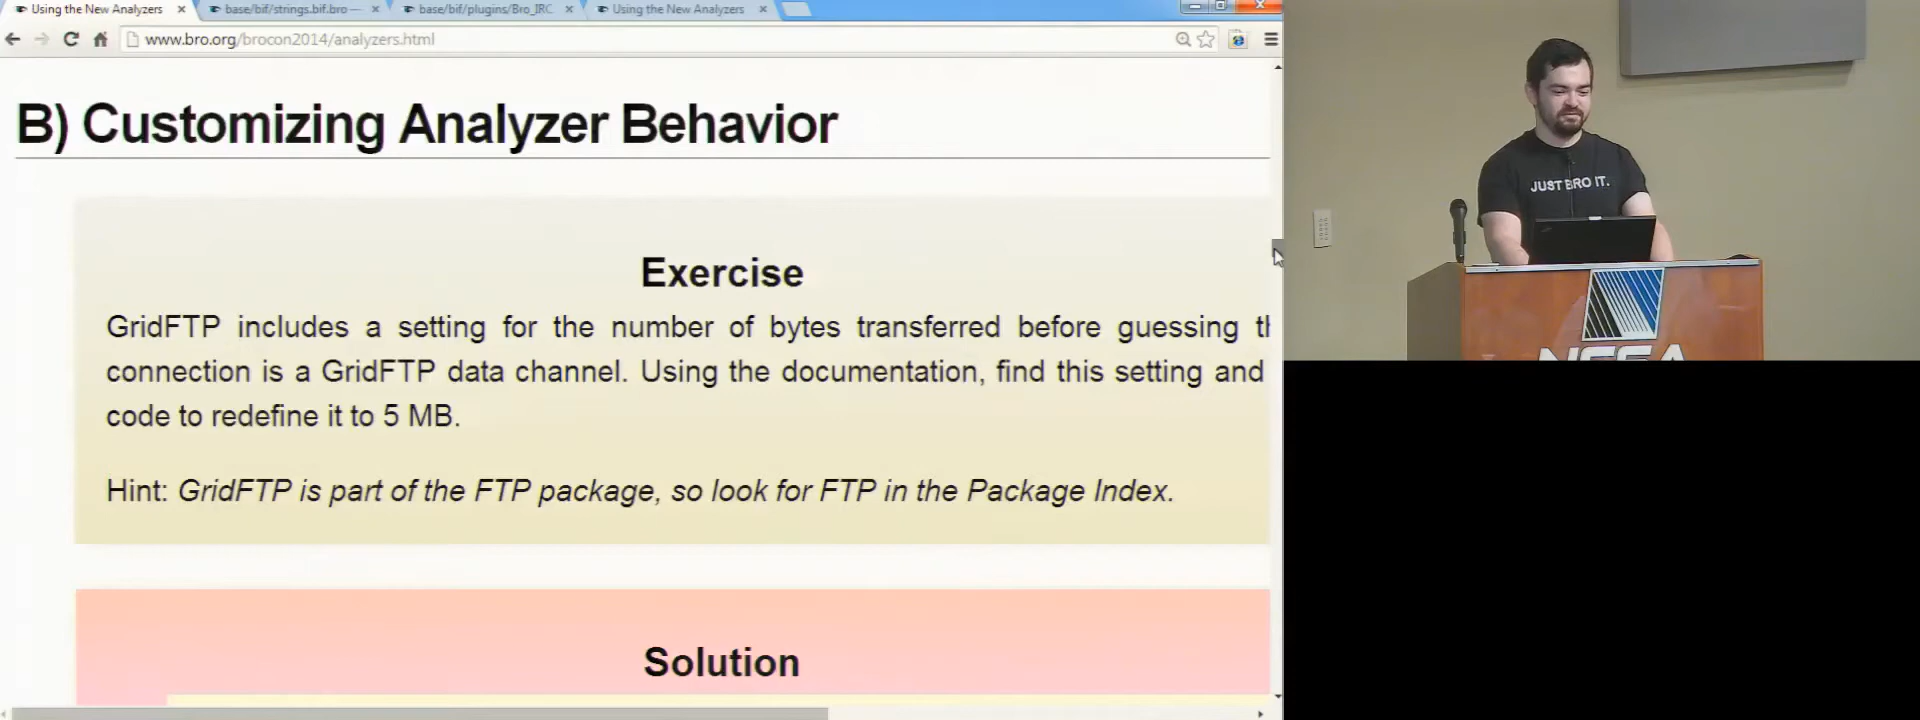 Using the New Analyzers
base/bif/strings.bif.bro —
base/bif/plugins/Bro_IRC.
Using the New Analyzers
www.bro.org/brocon2014/analyzers.html
B) Customizing Analyzer Behavior
Exercise
GridFTP includes a setting for the number of bytes transferred before guessing
connection is a GridFTP data channel. Using the documentation, find this setting and
code to redefine it to 5 MB.
Hint: GridFTP is part of the FTP package, so look for FTP in the Package Index.
Solution
JUST BRO IT.
NCSA